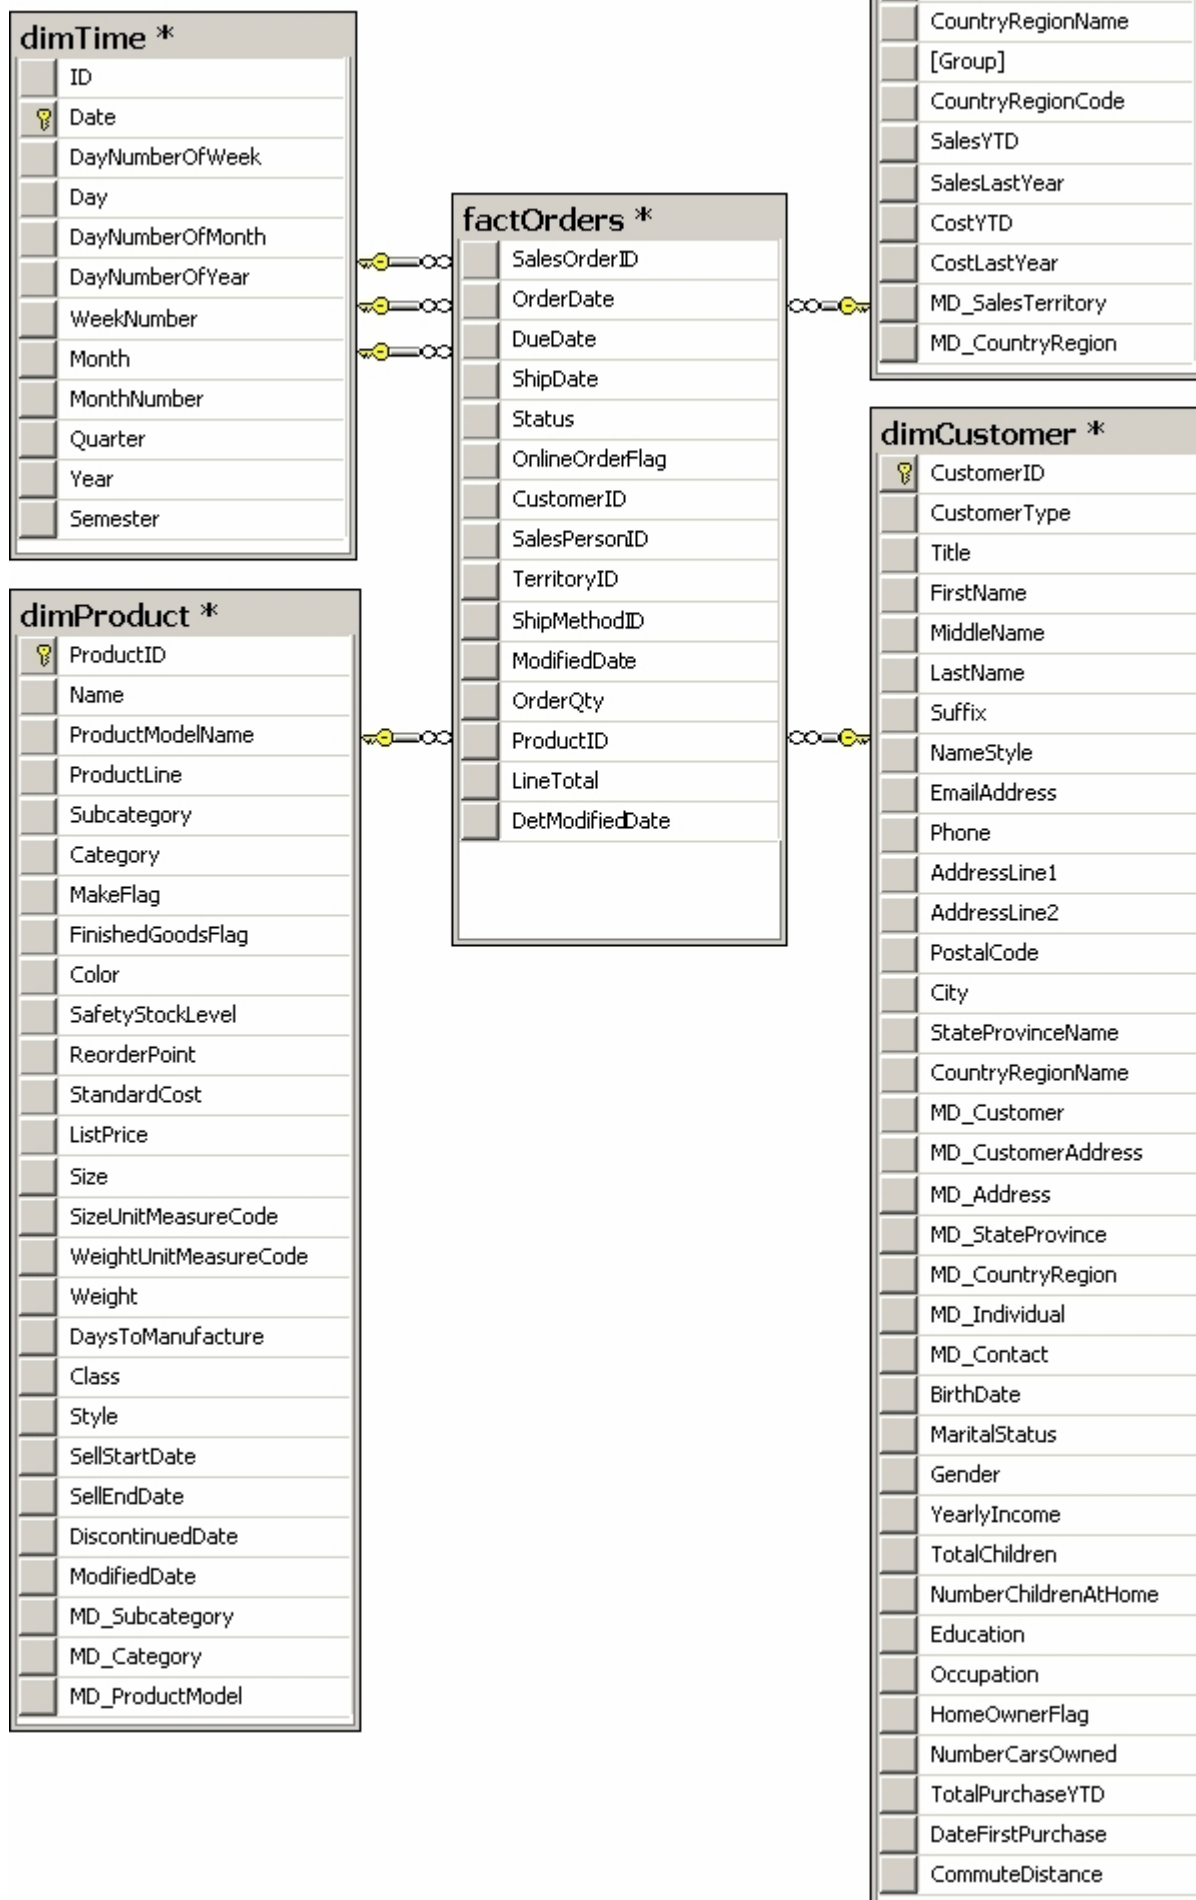 dimTime *
ID
Date
DayNumberOfWeek
Day
DayNumberOfMonth
DayNumberOfYear
WeekNumber
Month
MonthNumber
Quarter
Year
Semester
dimProduct *
ProductID
Name
ProductModelName
ProductLine
Subcategory
Category
MakeFlag
FinishedGoodsFlag
Color
SafetyStockLevel
ReorderPoint
StandardCost
ListPrice
Size
SizeUnitMeasureCode
WeightUnitMeasureCode
Weight
DaysToManufacture
Class
Style
SellStartDate
SellEndDate
DiscontinuedDate
ModifiedDate
MD_Subcategory
MD_Category
MD_ProductModel
factOrders *
SalesOrderID
OrderDate
DueDate
ShipDate
Status
OnlineOrderFlag
CustomerID
SalesPersonID
TerritoryID
ShipMethodID
ModifiedDate
OrderQty
ProductID
LineTotal
DetModifiedDate
CountryRegionName
[Group]
CountryRegionCode
SalesYTD
SalesLastYear
CostYTD
CostLastYear
MD_SalesTerritory
MD_CountryRegion
dimCustomer *
CustomerID
CustomerType
Title
FirstName
MiddleName
LastName
Suffix
NameStyle
EmailAddress
Phone
AddressLine1
AddressLine2
PostalCode
City
StateProvinceName
CountryRegionName
MD_Customer
MD_CustomerAddress
MD_Address
MD_StateProvince
MD_CountryRegion
MD_Individual
MD_Contact
BirthDate
MaritalStatus
Gender
YearlyIncome
TotalChildren
NumberChildrenAtHome
Education
Occupation
HomeOwnerFlag
NumberCarsOwned
TotalPurchaseYTD
DateFirstPurchase
CommuteDistance